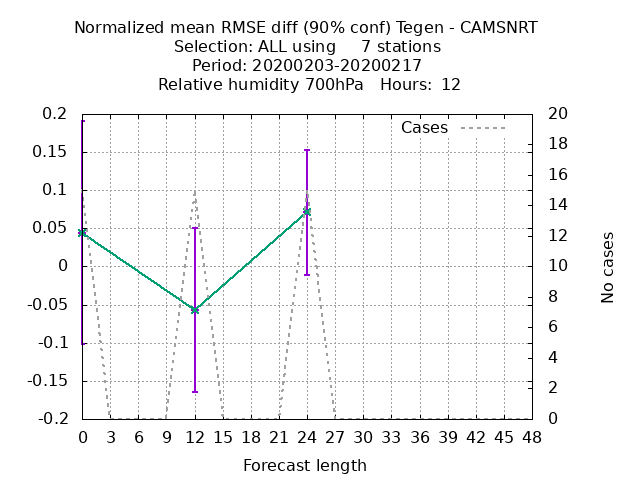 Normalized mean RMSE diff (90% conf) Tegen - CAMSNRT
Selection: ALL using     7 stations
Period: 20200203-20200217
Relative humidity 700hPa   Hours:  12
Cases
0.2
0.15
0.1
0.05
0
-0.05
-0.1
-0.15
-0.2
20
18
16
14
12
10
8
6
4
2
0
No cases
0 3 6 9 12 15 18 21 24 27 30 33 36 39 42 45 48
Forecast length